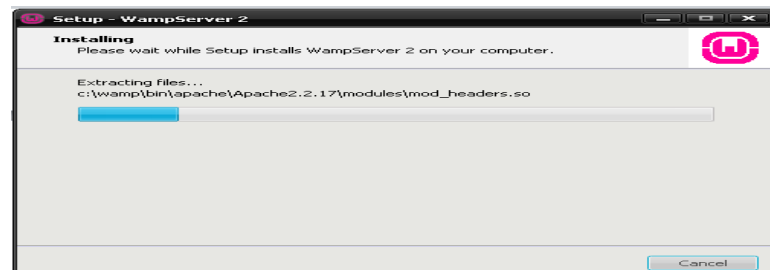 Setup - WampServer 2
Installing
Please wait while Setup installs WampServer 2 on your computer.
Extracting files...
c:\wamp\bin\apache\Apache2.2.17\modules\mod_headers.so
Cancel